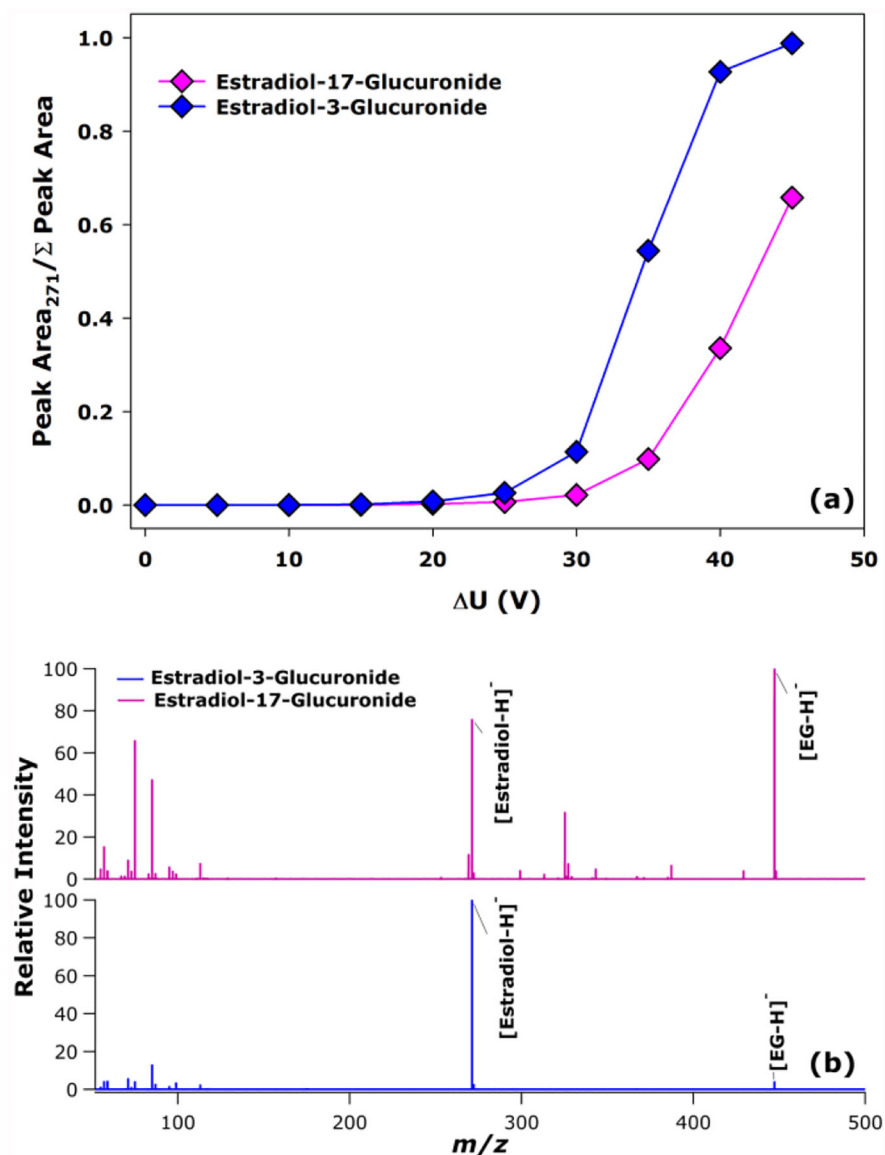 1.0
0.8
0.6
0.4
0.2
0.0
Peak Area271/Σ Peak Area
Estradiol-17-Glucuronide
Estradiol-3-Glucuronide
(a)
0 10 20 30 40 50
ΔU (V)
100
80
60
40
20
0
Estradiol-3-Glucuronide
Estradiol-17-Glucuronide
[Estradiol-H]-
[EG-H]-
Relative Intensity
100
80
60
40
20
0
[Estradiol-H]-
[EG-H]-
(b)
100 200 300 400 500
m/z